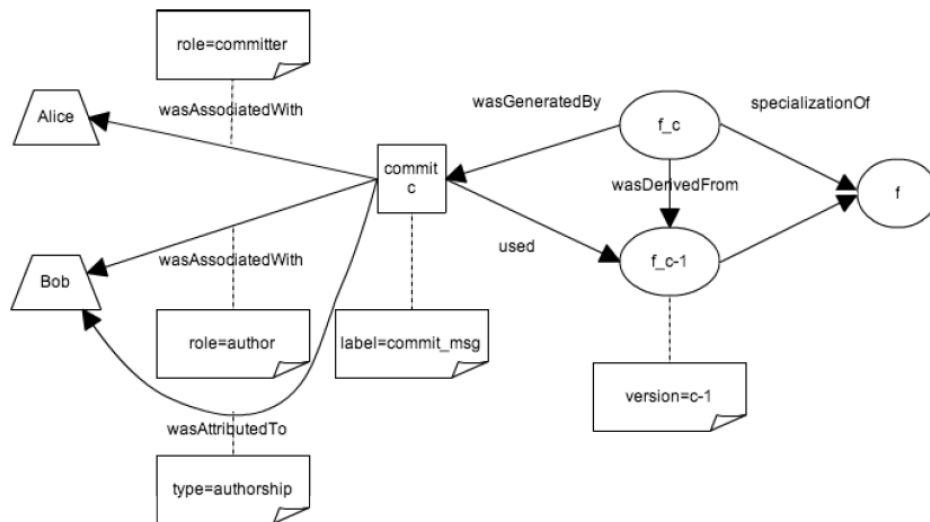 role=committer
wasAssociatedWith
Alice
wasGeneratedBy
f_c
specializationOf
commit
c
wasDerivedFrom
f
used
f_c-1
wasAssociatedWith
Bob
role=author
label=commit_msg
version=c-1
wasAttributedTo
type=authorship